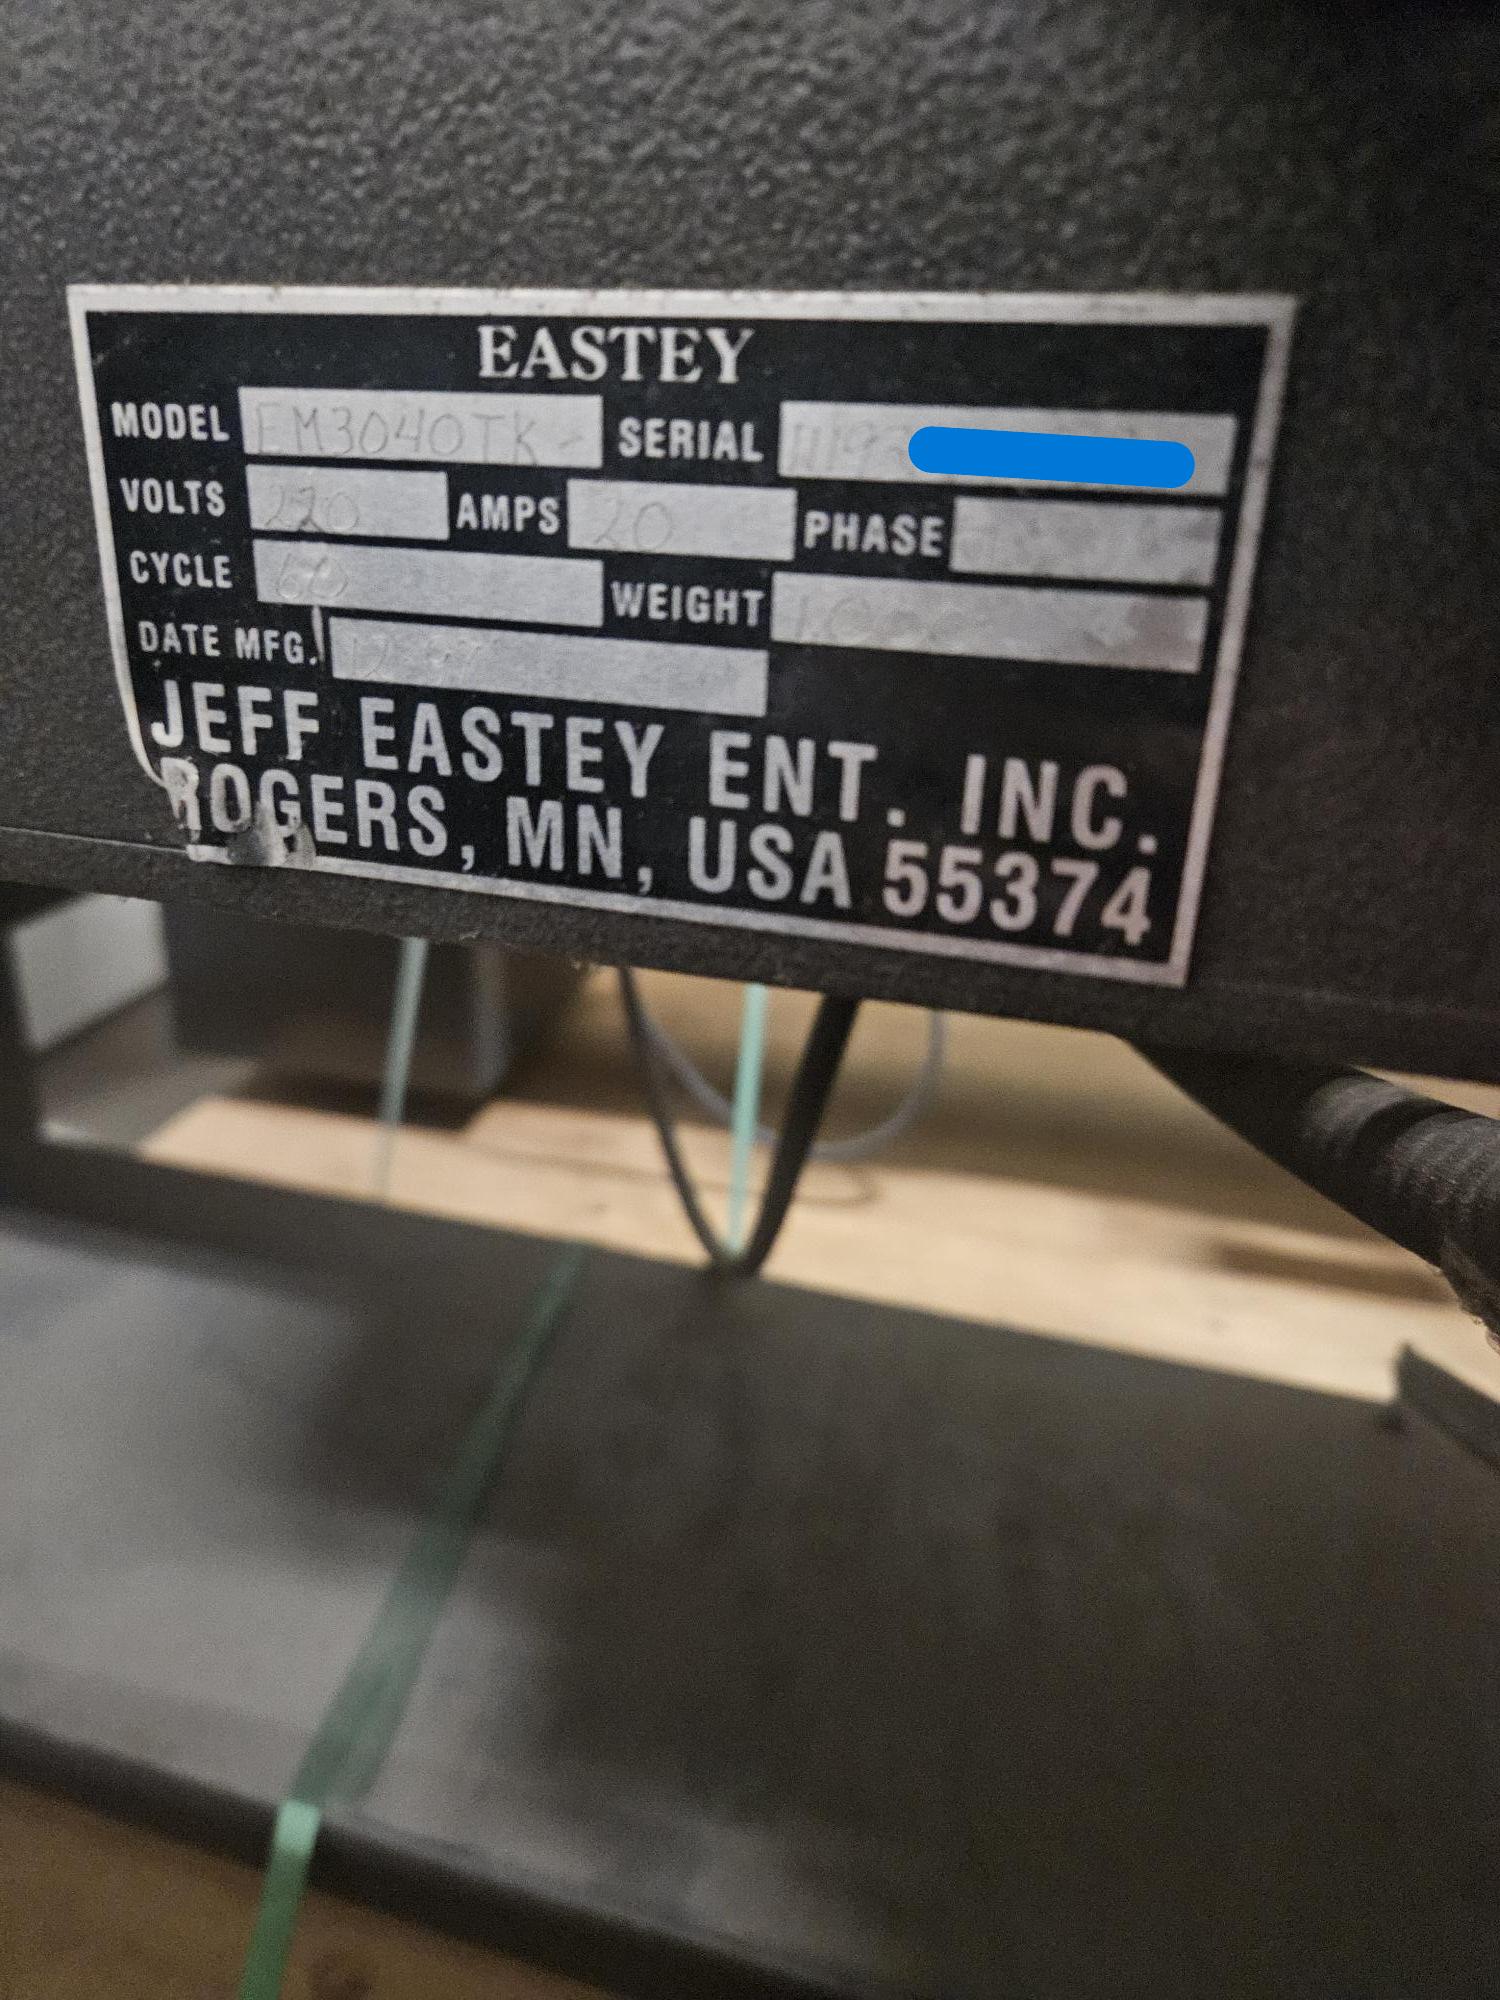 EASTEY
MODEL EM3040TK- SERIAL
VOLTS 220 AMPS 20 PHASE
CYCLE 60 WEIGHT
DATE MFG.
JEFF EASTEY ENT. INC.
ROGERS, MN, USA 55374